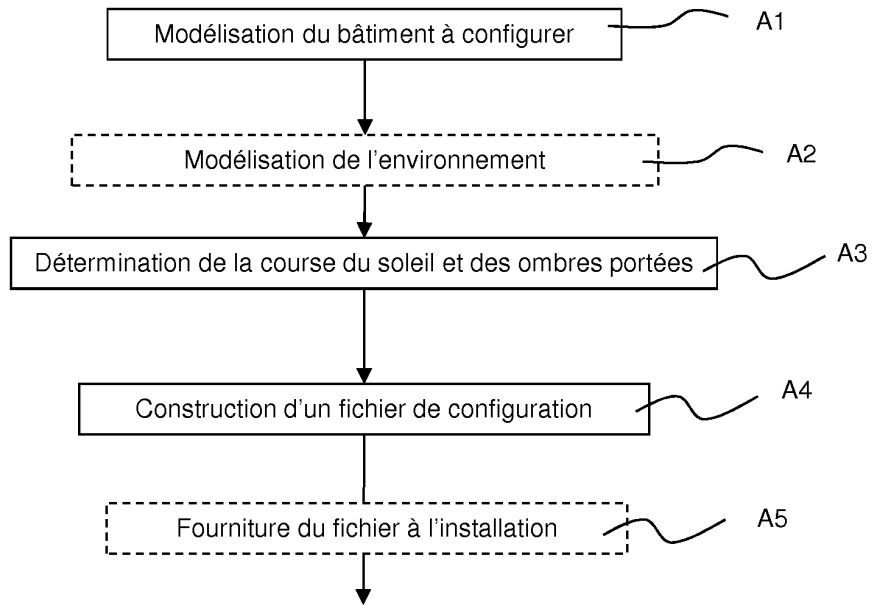 Modélisation du bâtiment à configurer
A1
Modélisation de l'environnement
A2
Détermination de la course du soleil et des ombres portées
A3
Construction d'un fichier de configuration
A4
Fourniture du fichier à l'installation
A5